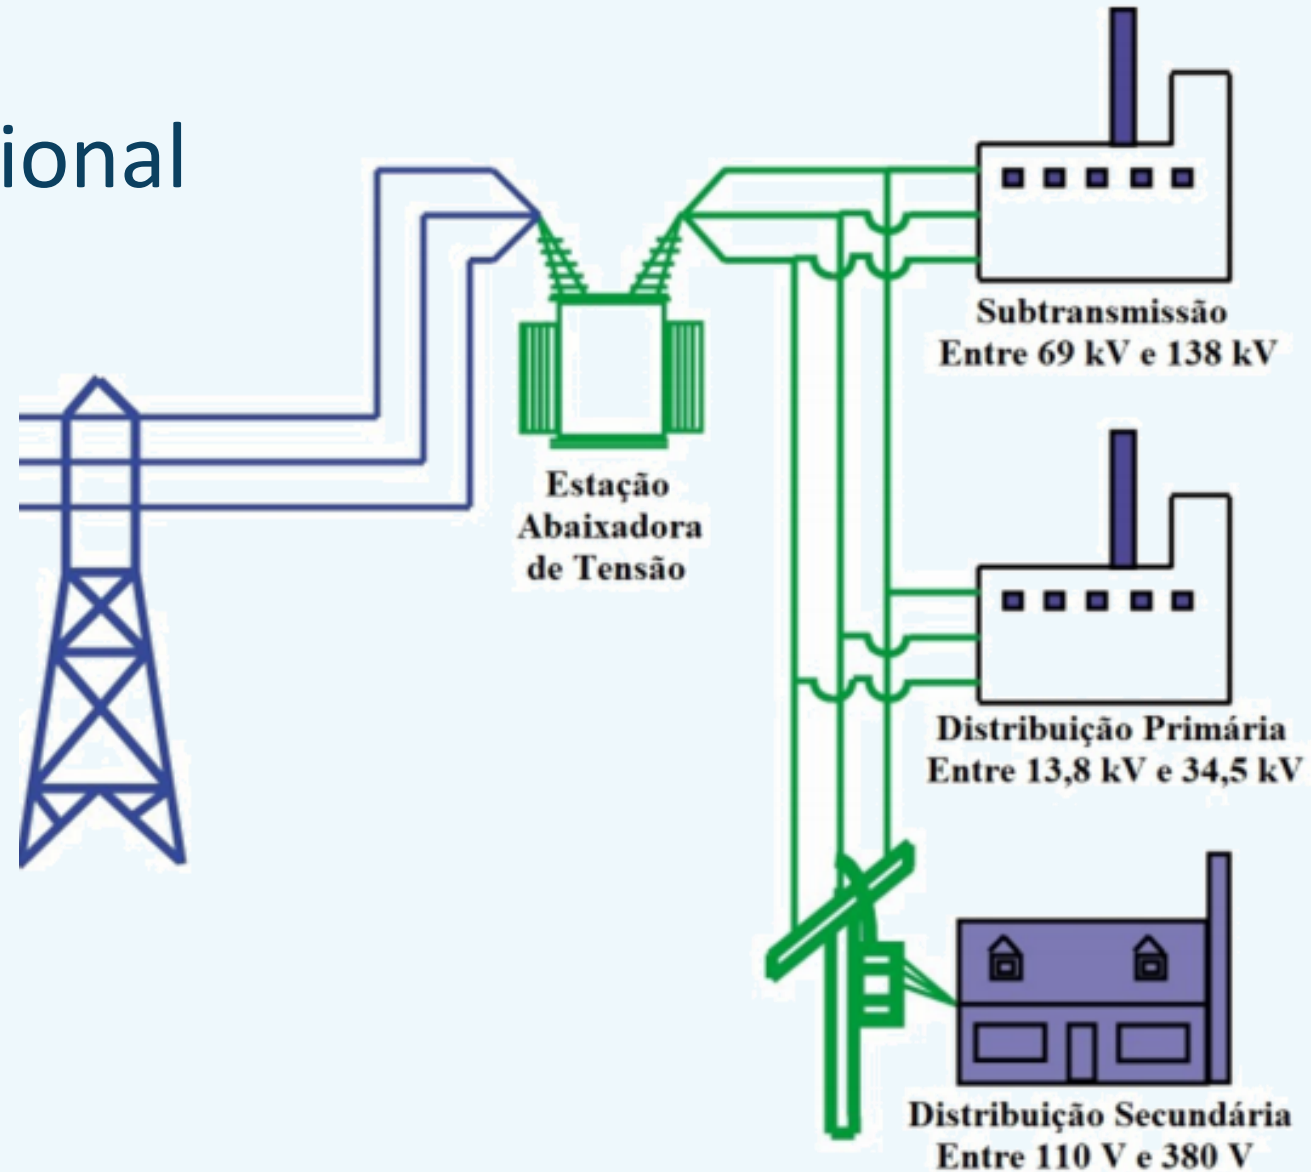 ional
Subtransmissão
Entre 69 kV e 138 kV
Estação
Abaixadora
de Tensão
Distribuição Primária
Entre 13,8 kV e 34,5 kV
Distribuição Secundária
Entre 110 V e 380 V